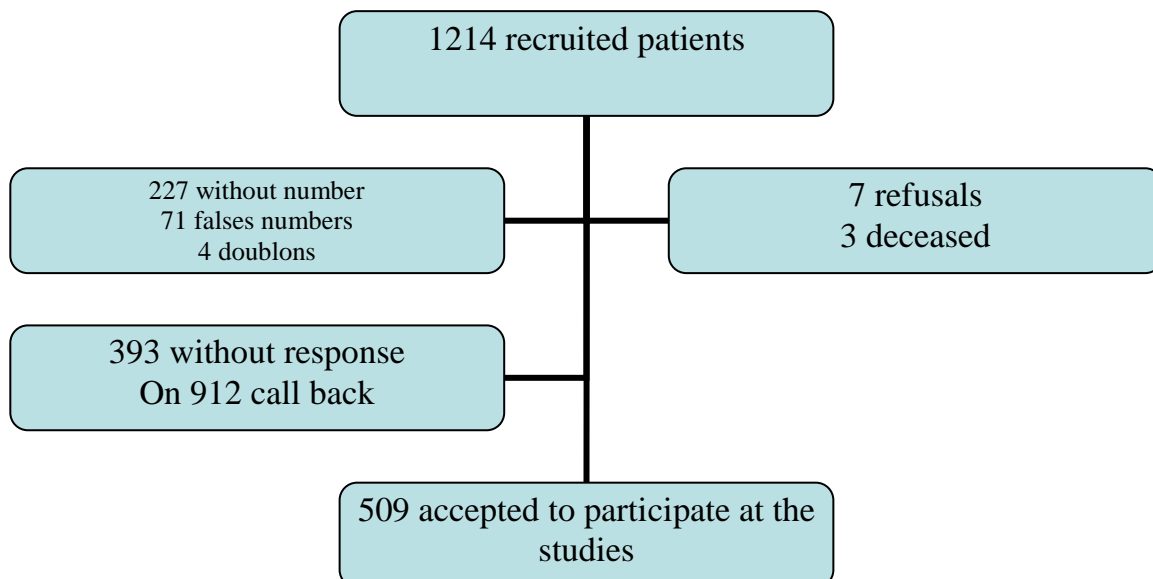 1214 recruited patients
227 without number
71 falses numbers
4 doublons
7 refusals
3 deceased
393 without response
On 912 call back
509 accepted to participate at the
studies